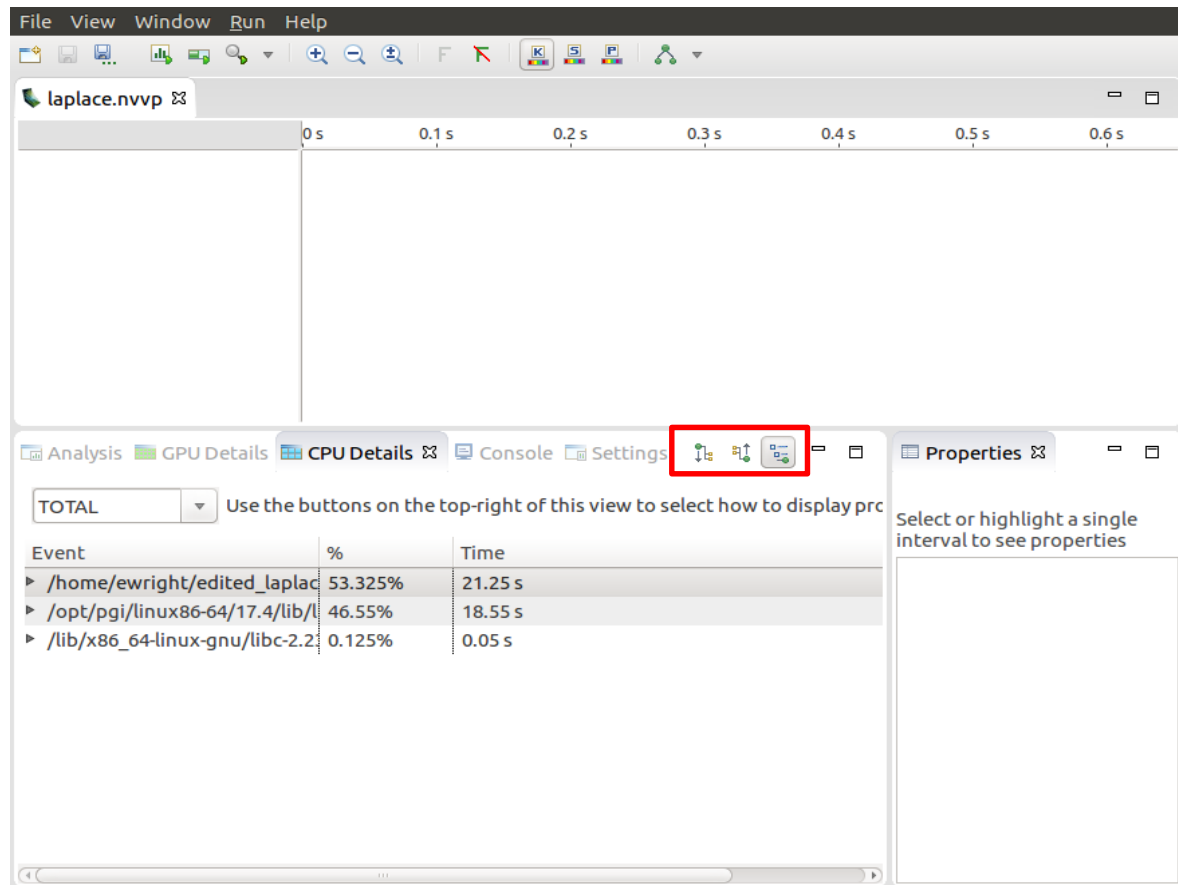 File View Window Run Help
F K S P
laplace.nvvp
0 s 0.1 s 0.2 s 0.3 s 0.4 s 0.5 s 0.6 s
Analysis GPU Details CPU Details Console Settings Properties
TOTAL Use the buttons on the top-right of this view to select how to display pro
Select or highlight a single
interval to see properties
Event % Time
/home/ewright/edited_laplac 53.325% 21.25 s
/opt/pgi/linux86-64/17.4/lib/l 46.55% 18.55 s
/lib/x86_64-linux-gnu/libc-2.2 0.125% 0.05 s